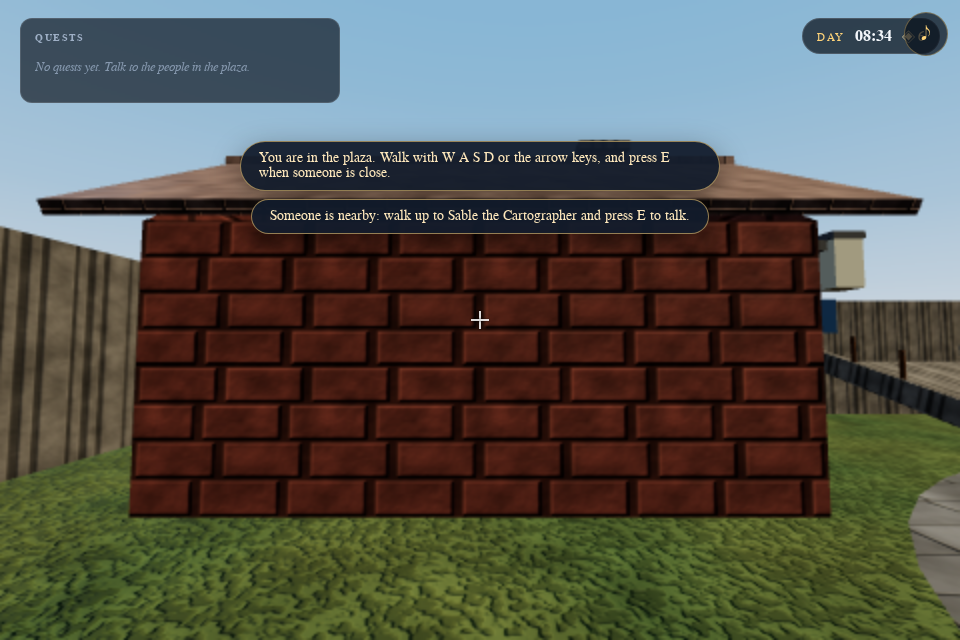 QUESTS
No quests yet. Talk to the people in the plaza.
DAY 08:34
You are in the plaza. Walk with W A S D or the arrow keys, and press E
when someone is close.
Someone is nearby: walk up to Sable the Cartographer and press E to talk.